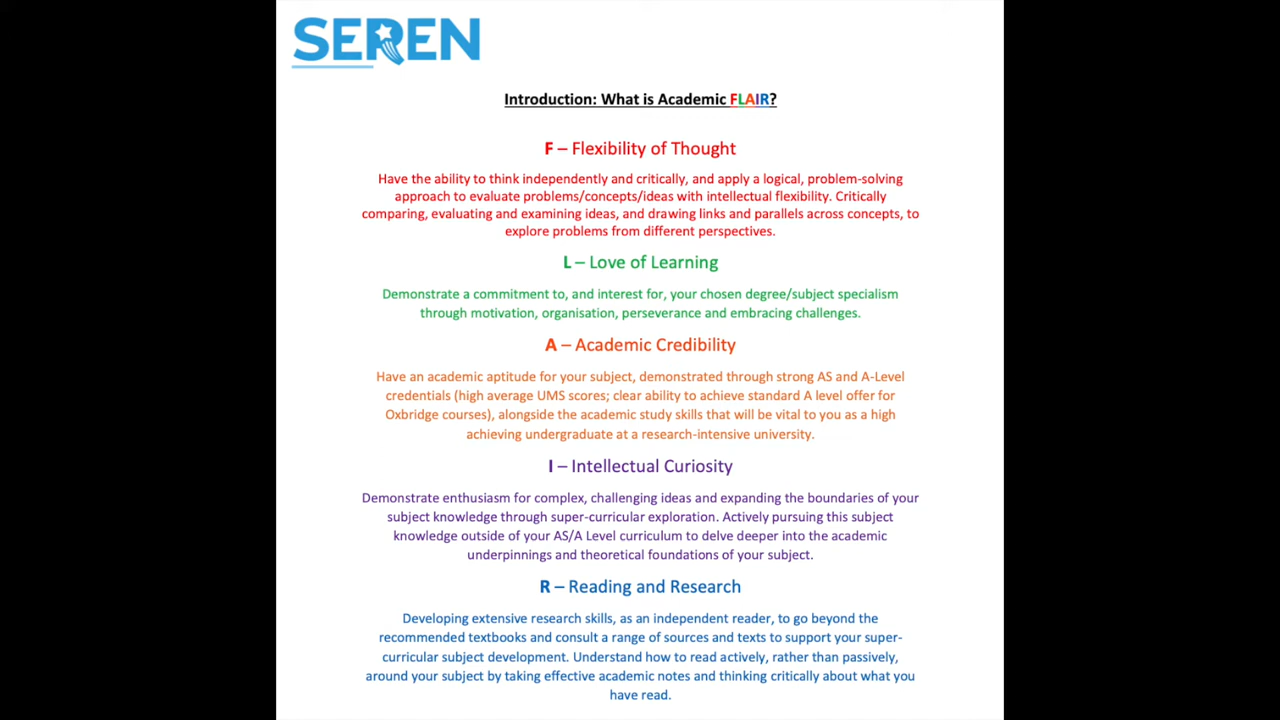 SEREN
Introduction: What is Academic FLAIR?
F – Flexibility of Thought
Have the ability to think independently and critically, and apply a logical, problem-solving
approach to evaluate problems/concepts/ideas with intellectual flexibility. Critically
comparing, evaluating and examining ideas, and drawing links and parallels across concepts, to
explore problems from different perspectives.
L – Love of Learning
Demonstrate a commitment to, and interest for, your chosen degree/subject specialism
through motivation, organisation, perseverance and embracing challenges.
A – Academic Credibility
Have an academic aptitude for your subject, demonstrated through strong AS and A-Level
credentials (high average UMS scores; clear ability to achieve standard A level offer for
Oxbridge courses), alongside the academic study skills that will be vital to you as a high
achieving undergraduate at a research-intensive university.
I – Intellectual Curiosity
Demonstrate enthusiasm for complex, challenging ideas and expanding the boundaries of your
subject knowledge through super-curricular exploration. Actively pursuing this subject
knowledge outside of your AS/A Level curriculum to delve deeper into the academic
underpinnings and theoretical foundations of your subject.
R – Reading and Research
Developing extensive research skills, as an independent reader, to go beyond the
recommended textbooks and consult a range of sources and texts to support your super-
curricular subject development. Understand how to read actively, rather than passively,
around your subject by taking effective academic notes and thinking critically about what you
have read.